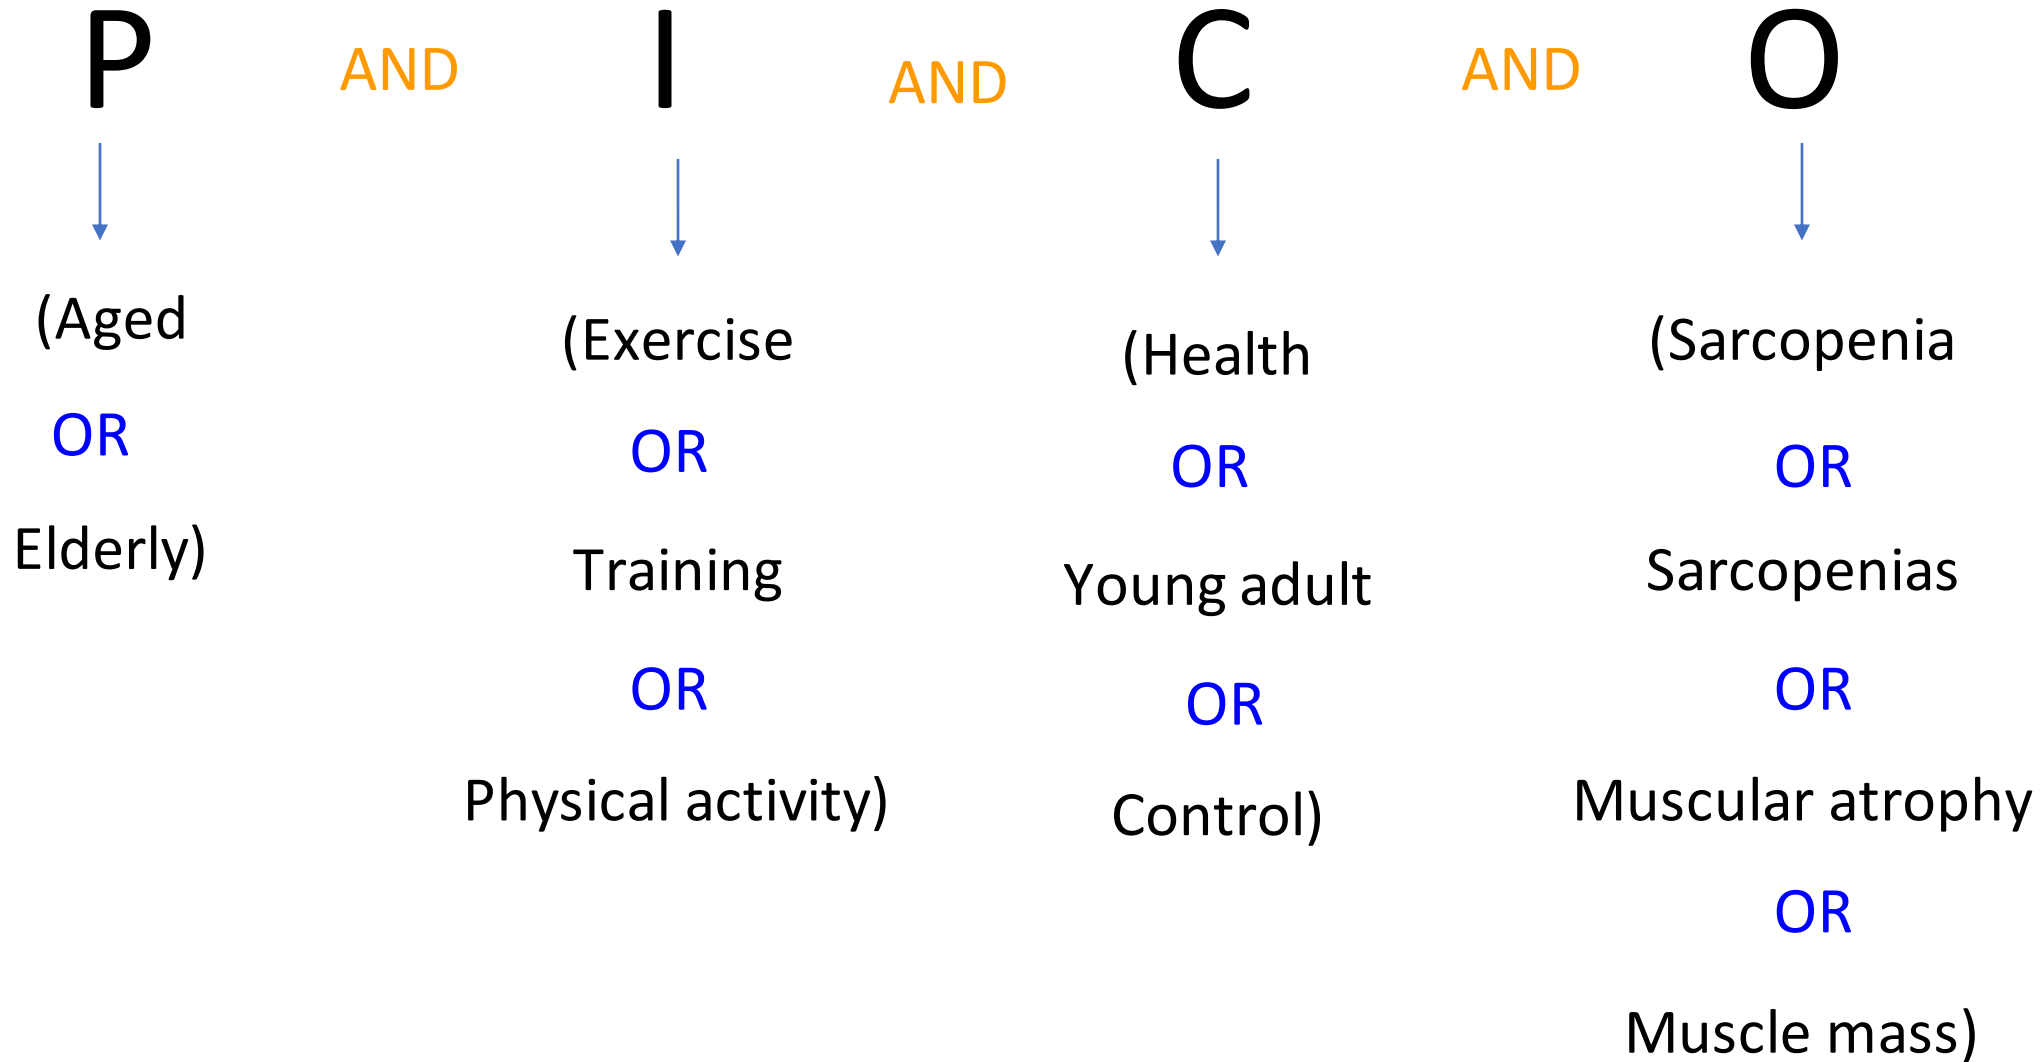 P AND I AND C AND O
(Aged
OR
Elderly)
(Exercise
OR
Training
OR
Physical activity)
(Health
OR
Young adult
OR
Control)
(Sarcopenia
OR
Sarcopenias
OR
Muscular atrophy
OR
Muscle mass)